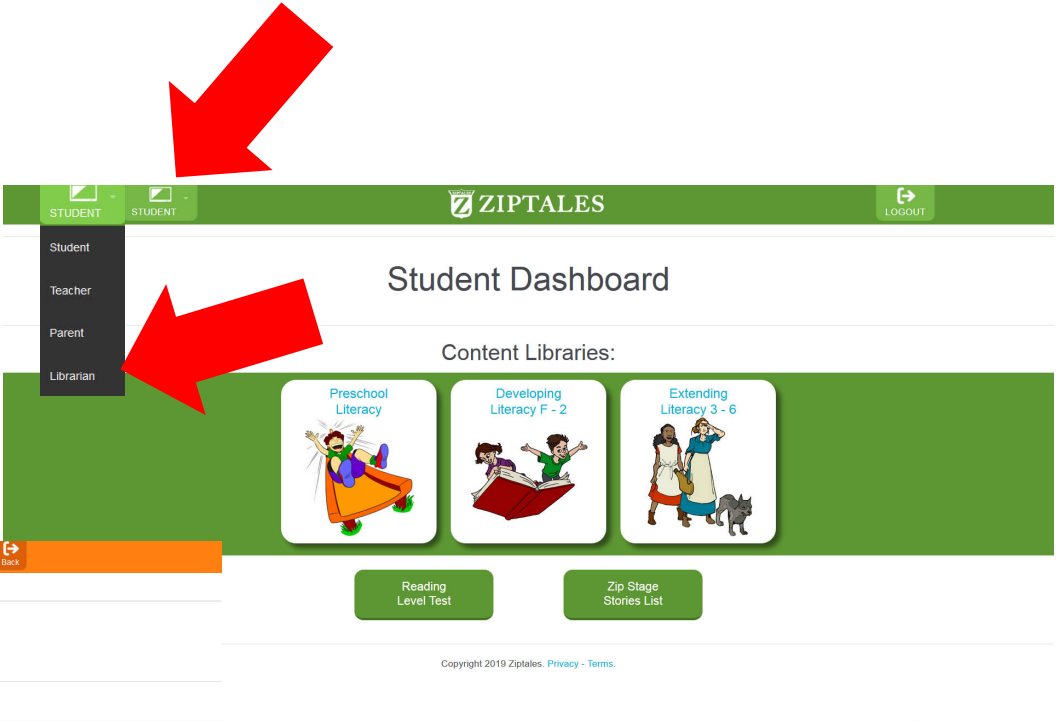 STUDENT
STUDENT
ZIPTALES
LOGOUT
Student
Teacher
Parent
Librarian
Student Dashboard
Content Libraries:
Preschool
Literacy
Developing
Literacy F - 2
Extending
Literacy 3 - 6
Back
Reading
Level Test
Zip Stage
Stories List
Copyright 2019 Ziptales. Privacy - Terms.